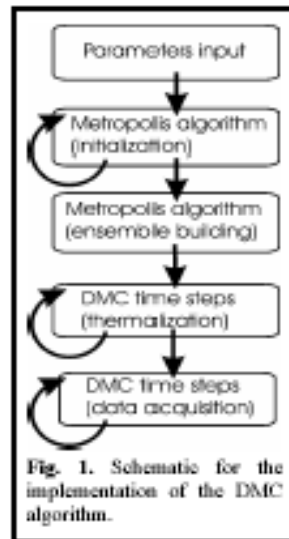 Parameters input
Metropolis algorithm
(initialization)
Metropolis algorithm
(ensemble building)
DMC time steps
(thermalization)
DMC time steps
(data acquisition)
Fig. 1. Schematic for the
implementation of the DMC
algorithm.